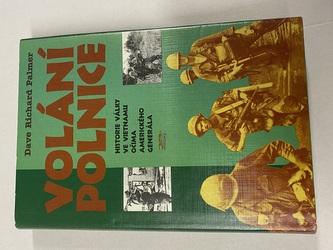 Dave Richard Palmer
VOLÁNÍ
POLNICE
HISTORIE VÁLKY
VE VIETNAMU
OČIMA
AMERICKÉHO
GENERÁLA